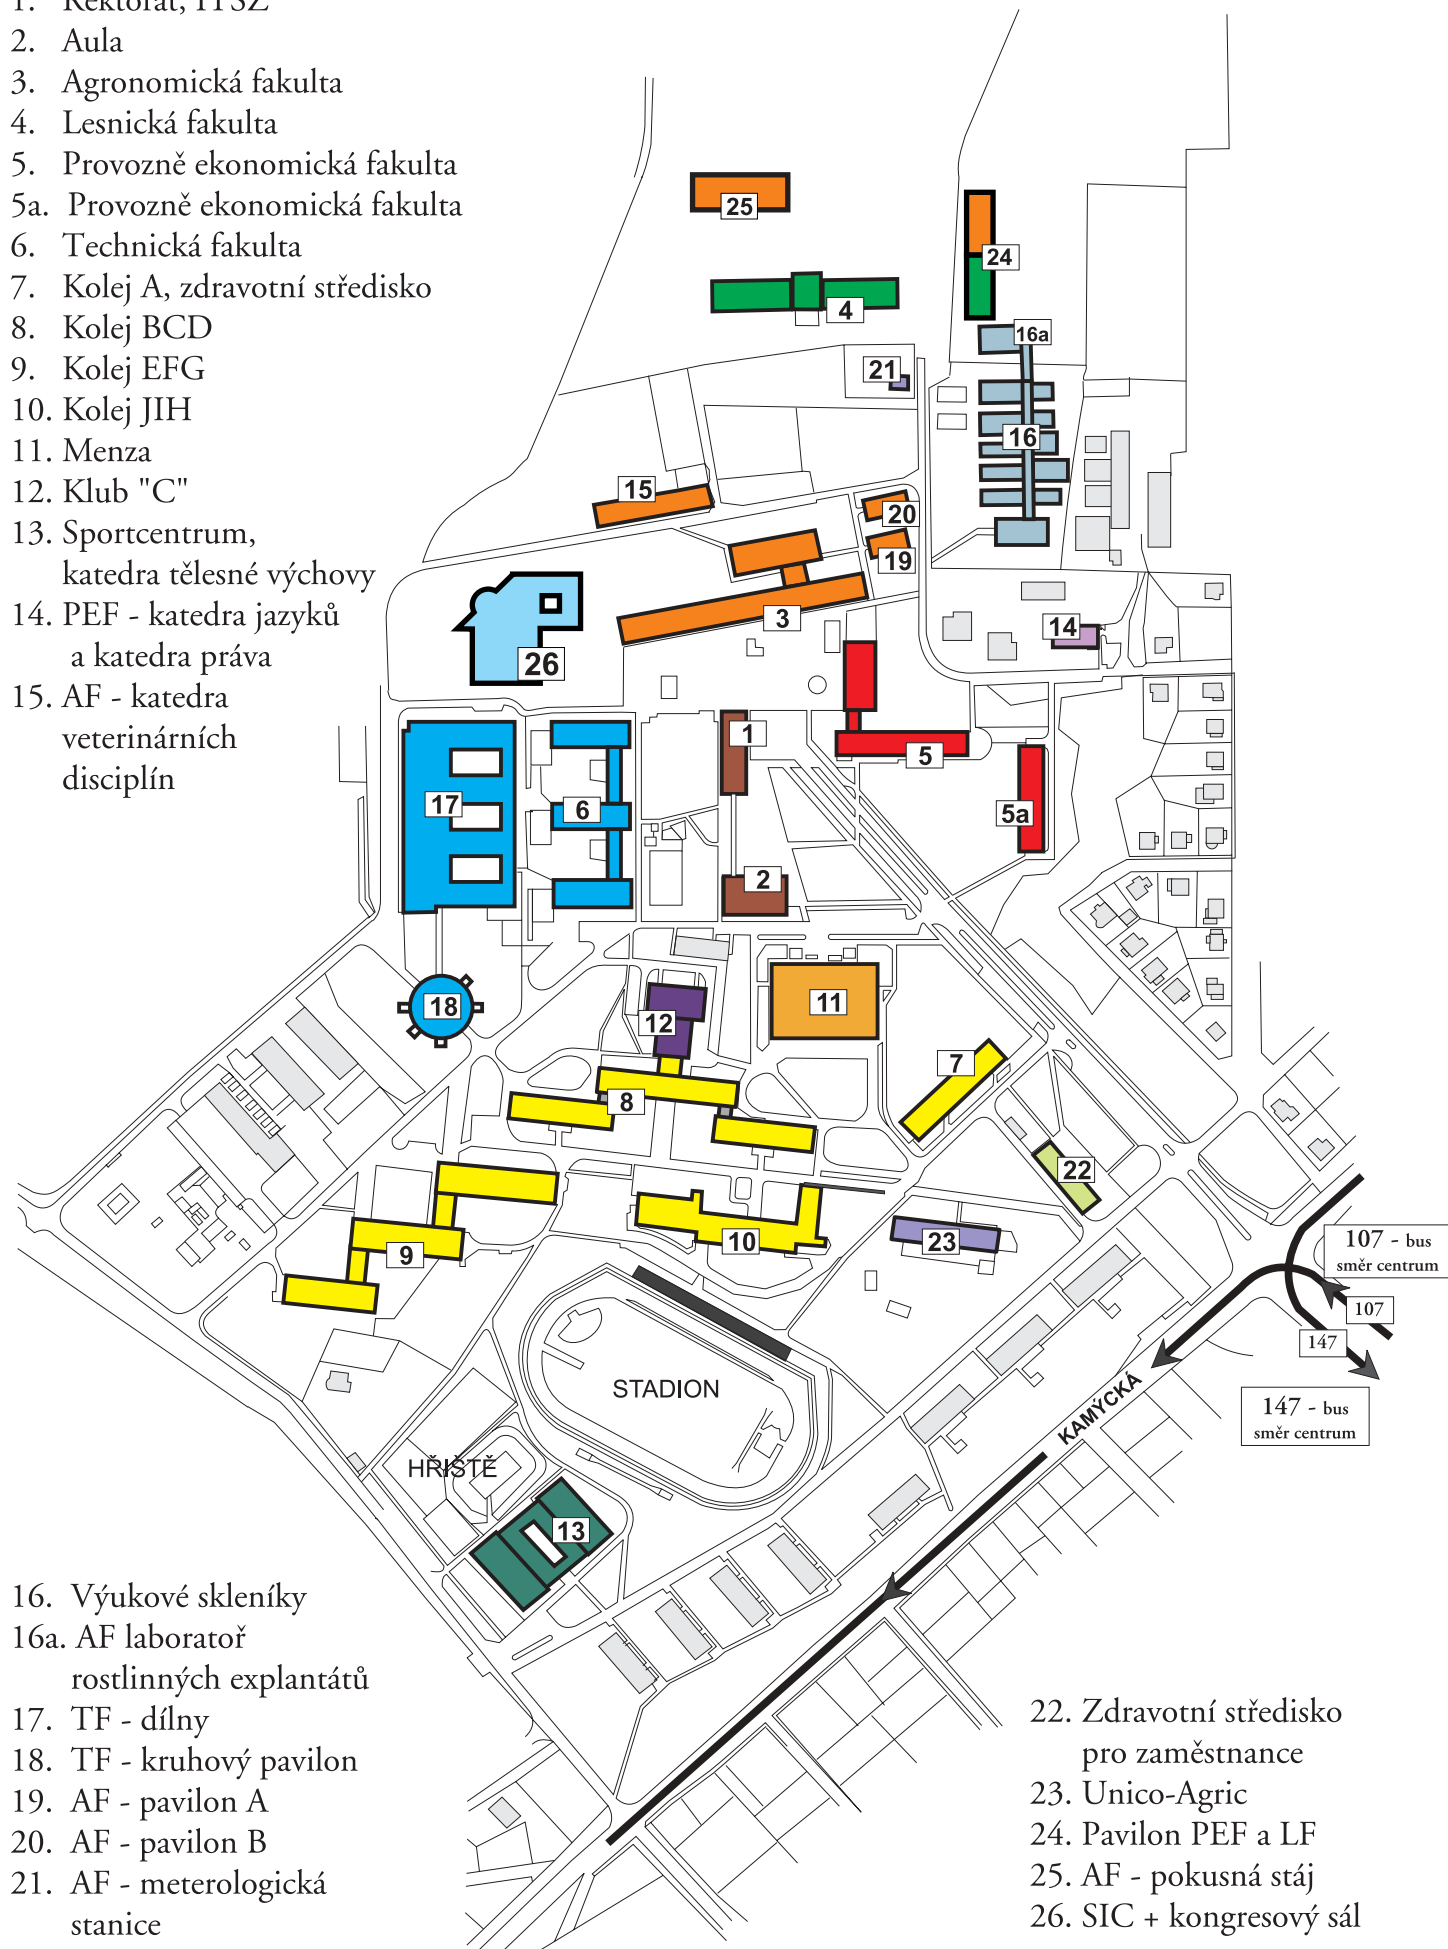 1. Rektorát, ITSZ
2. Aula
3. Agronomická fakulta
4. Lesnická fakulta
5. Provozně ekonomická fakulta
5a. Provozně ekonomická fakulta
6. Technická fakulta
7. Kolej A, zdravotní středisko
8. Kolej BCD
9. Kolej EFG
10. Kolej JIH
11. Menza
12. Klub "C"
13. Sportcentrum,
katedra tělesné výchovy
14. PEF - katedra jazyků
a katedra práva
15. AF - katedra
veterinárních
disciplín
25
24
4
16a
21
16
15
20
19
3
14
26
1
5
17
6
5a
2
18
12
11
7
8
22
9
10
23
107 - bus
směr centrum
107
147
STADION
KAMÝCKÁ
147 - bus
směr centrum
HŘIŠTĚ
13
16. Výukové skleníky
16a. AF laboratoř
rostlinných explantátů
17. TF - dílny
18. TF - kruhový pavilon
19. AF - pavilon A
20. AF - pavilon B
21. AF - meterologická
stanice
22. Zdravotní středisko
pro zaměstnance
23. Unico-Agric
24. Pavilon PEF a LF
25. AF - pokusná stáj
26. SIC + kongresový sál